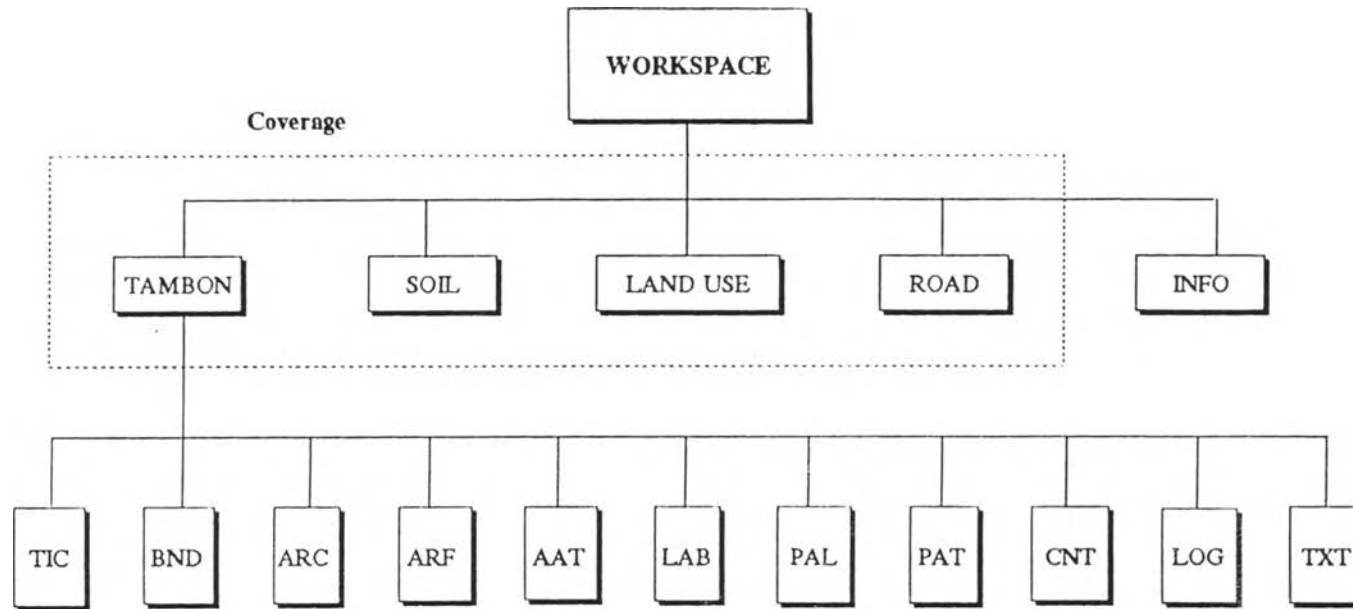 WORKSPACE
Coverage
TAMBON
SOIL
LAND USE
ROAD
INFO
TIC
BND
ARC
ARF
AAT
LAB
PAL
PAT
CNT
LOG
TXT